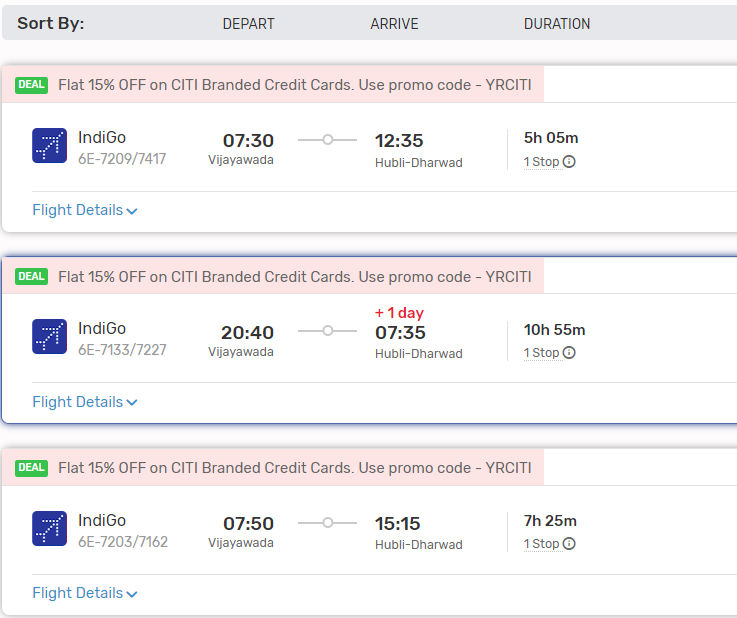 Sort By: DEPART ARRIVE DURATION
DEAL Flat 15% OFF on CITI Branded Credit Cards. Use promo code - YRCITI
IndiGo 07:30 12:35 5h 05m
6E-7209/7417 Vijayawada Hubli-Dharwad 1 Stop
Flight Details
DEAL Flat 15% OFF on CITI Branded Credit Cards. Use promo code - YRCITI
+ 1 day
IndiGo 20:40 07:35 10h 55m
6E-7133/7227 Vijayawada Hubli-Dharwad 1 Stop
Flight Details
DEAL Flat 15% OFF on CITI Branded Credit Cards. Use promo code - YRCITI
IndiGo 07:50 15:15 7h 25m
6E-7203/7162 Vijayawada Hubli-Dharwad 1 Stop
Flight Details